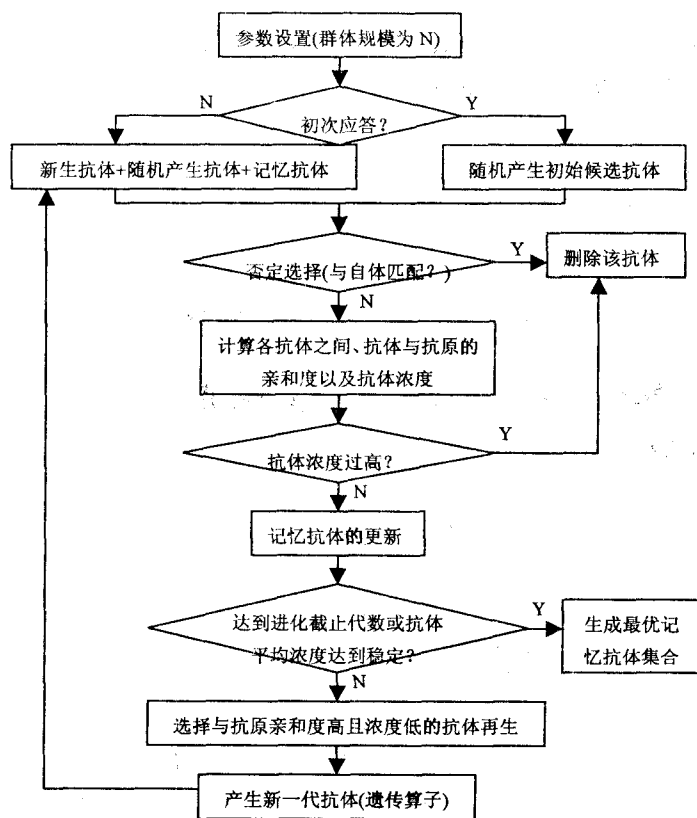 参数设置(群体规模为 N)
N
Y
初次应答?
新生抗体+随机产生抗体+记忆抗体
随机产生初始候选抗体
否定选择(与自体匹配?)
Y
删除该抗体
N
计算各抗体之间、抗体与抗原的
亲和度以及抗体浓度
Y
抗体浓度过高?
N
记忆抗体的更新
达到进化截止代数或抗体
平均浓度达到稳定?
Y
生成最优记
忆抗体集合
N
选择与抗原亲和度高且浓度低的抗体再生
产生新一代抗体(遗传算子)